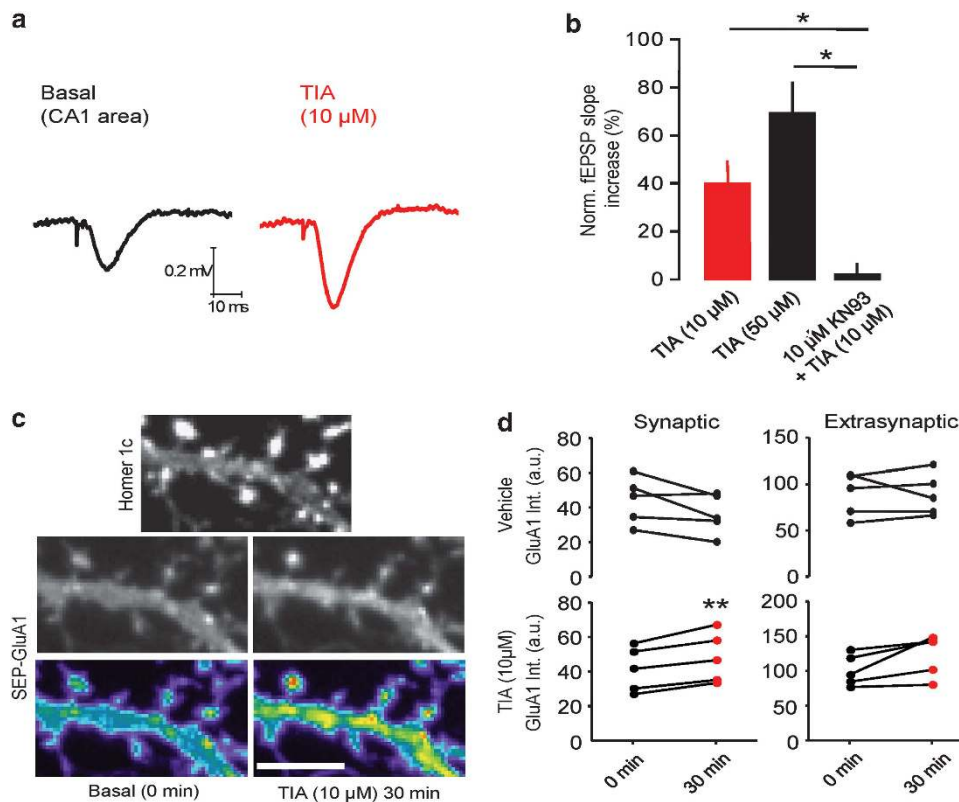 a
Basal
(CA1 area)
TIA
(10 µM)
0.2 mV
10 ms
b
Norm. fEPSP slope
increase (%)
100
80
60
40
20
0
*
*
TIA (10 µM)
TIA (50 µM)
10 µM KN93
+ TIA (10 µM)
c
Homer 1c
SEP-GluA1
Basal (0 min)
TIA (10 µM) 30 min
d
Synaptic
Extrasynaptic
Vehicle
GluA1 Int. (a.u.)
80
60
40
20
0
150
100
50
0
TIA (10µM)
GluA1 Int. (a.u.)
80
60
40
20
0
**
200
150
100
50
0
0 min
30 min
0 min
30 min